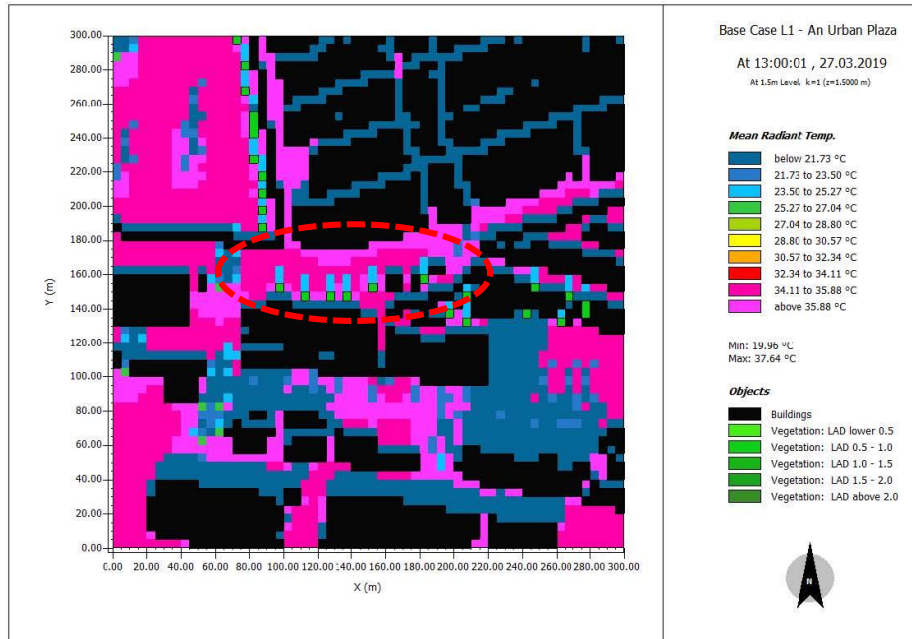 Base Case L1 - An Urban Plaza
At 13:00:01 , 27.03.2019
At 1.5m Level, k=1 (z=1.5000 m)
Mean Radiant Temp.
below 21.73 °C
21.73 to 23.50 °C
23.50 to 25.27 °C
25.27 to 27.04 °C
27.04 to 28.80 °C
28.80 to 30.57 °C
30.57 to 32.34 °C
32.34 to 34.11 °C
34.11 to 35.88 °C
above 35.88 °C
Min: 19.96 °C
Max: 37.64 °C
Objects
Buildings
Vegetation: LAD lower 0.5
Vegetation: LAD 0.5 - 1.0
Vegetation: LAD 1.0 - 1.5
Vegetation: LAD 1.5 - 2.0
Vegetation: LAD above 2.0
N
300.00
280.00
260.00
240.00
220.00
200.00
180.00
160.00
140.00
120.00
100.00
80.00
60.00
40.00
20.00
0.00
Y (m)
0.00 20.00 40.00 60.00 80.00 100.00 120.00 140.00 160.00 180.00 200.00 220.00 240.00 260.00 280.00 300.00
X (m)